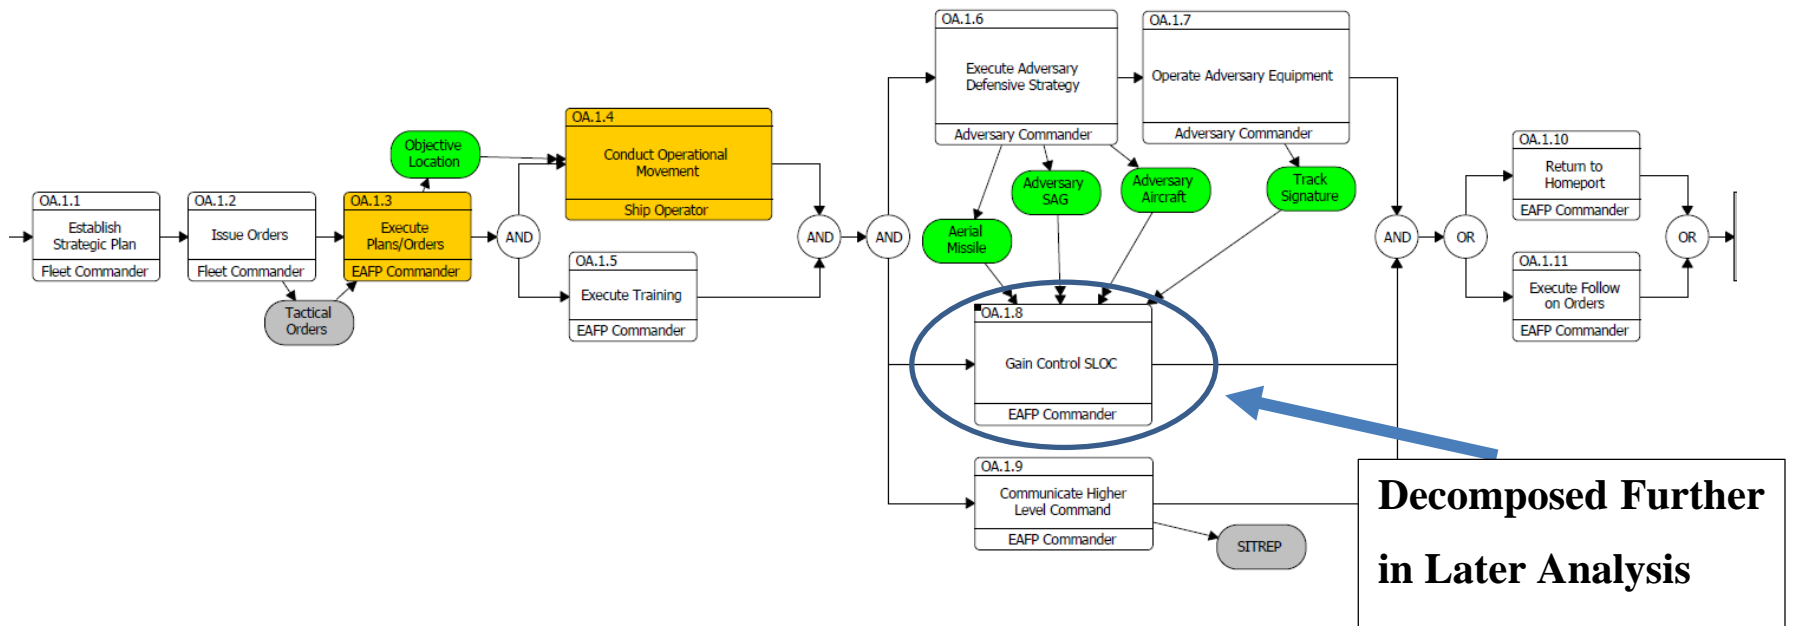 OA.1.1
Establish
Strategic Plan
Fleet Commander
OA.1.2
Issue Orders
Fleet Commander
Tactical
Orders
OA.1.3
Execute
Plans/Orders
EAFP Commander
Objective
Location
AND
OA.1.4
Conduct Operational
Movement
Ship Operator
OA.1.5
Execute Training
EAFP Commander
AND
AND
OA.1.6
Execute Adversary
Defensive Strategy
Adversary Commander
OA.1.7
Operate Adversary Equipment
Adversary Commander
Aerial
Missile
Adversary
SAG
Adversary
Aircraft
Track
Signature
OA.1.8
Gain Control SLOC
EAFP Commander
OA.1.9
Communicate Higher
Level Command
EAFP Commander
SITREP
AND
OR
OA.1.10
Return to
Homeport
EAFP Commander
OA.1.11
Execute Follow
on Orders
EAFP Commander
OR
Decomposed Further
in Later Analysis